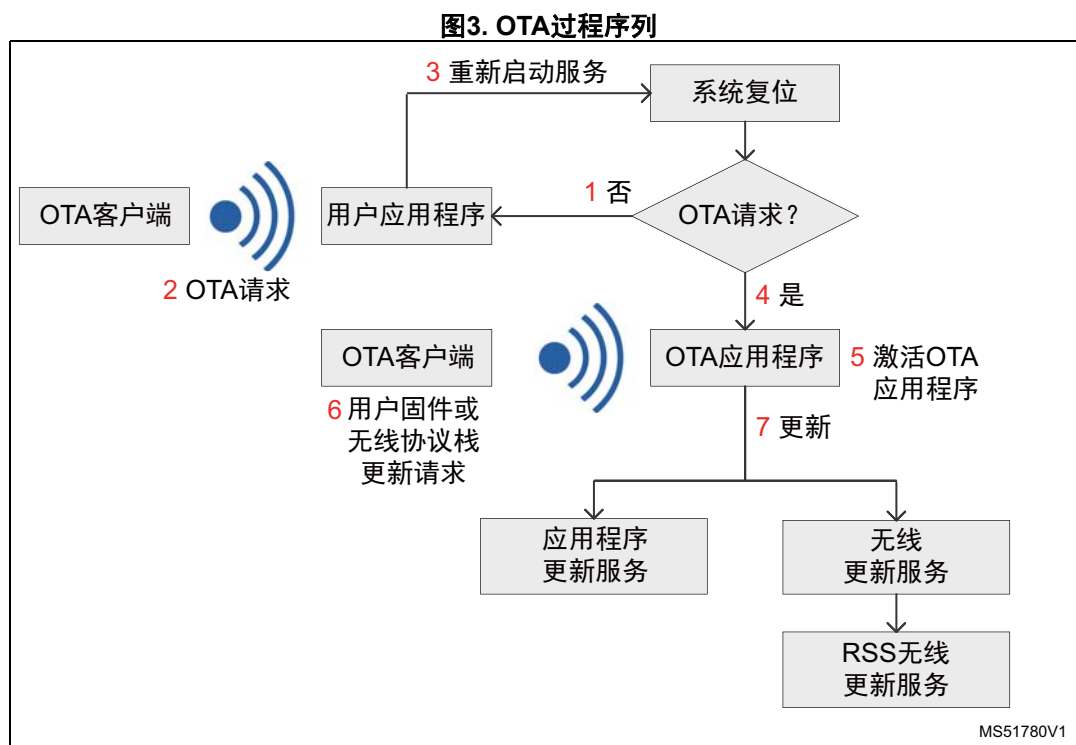 图3. OTA过程序列
3 重新启动服务
系统复位
OTA客户端
用户应用程序
1 否
OTA请求？
2 OTA请求
4 是
OTA客户端
OTA应用程序
5 激活OTA
应用程序
6 用户固件或
无线协议栈
更新请求
7 更新
应用程序
更新服务
无线
更新服务
RSS无线
更新服务
MS51780V1